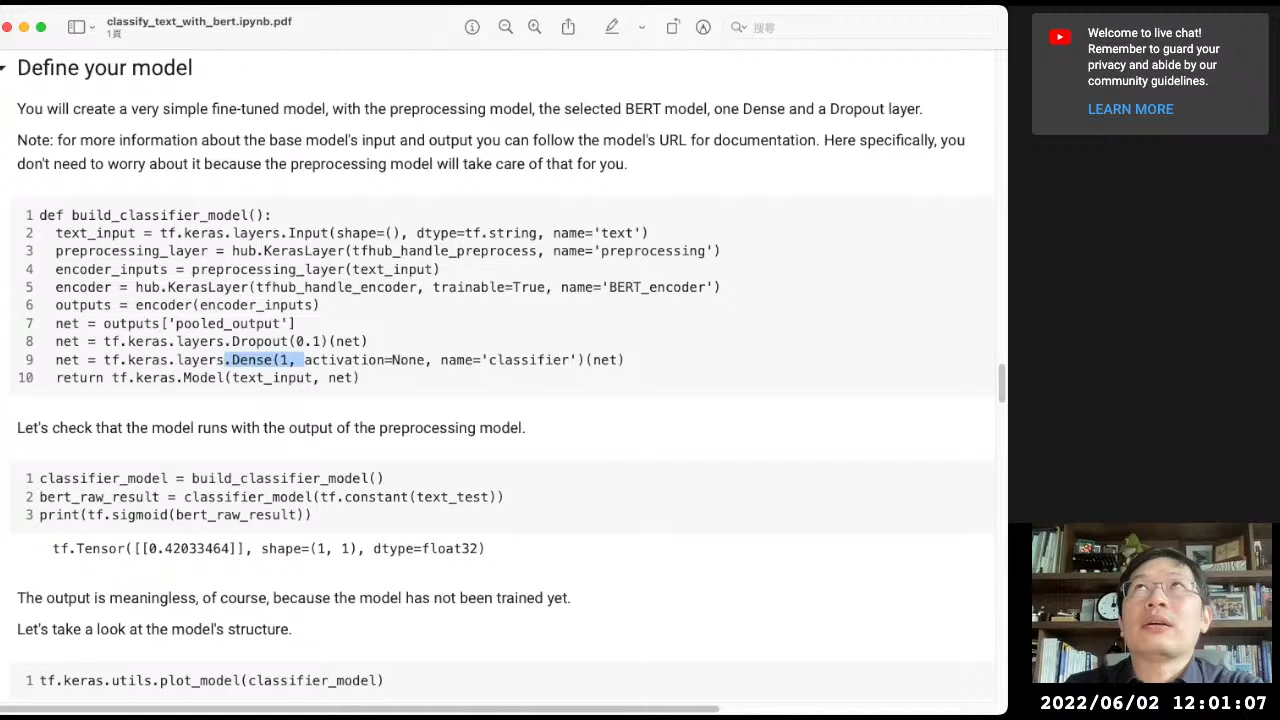 classify_text_with_bert.ipynb.pdf
1頁
搜尋
Define your model
You will create a very simple fine-tuned model, with the preprocessing model, the selected BERT model, one Dense and a Dropout layer.
Note: for more information about the base model's input and output you can follow the model's URL for documentation. Here specifically, you
don't need to worry about it because the preprocessing model will take care of that for you.
1 def build_classifier_model():
2 text_input = tf.keras.layers.Input(shape=(), dtype=tf.string, name='text')
3 preprocessing_layer = hub.KerasLayer(tfhub_handle_preprocess, name='preprocessing')
4 encoder_inputs = preprocessing_layer(text_input)
5 encoder = hub.KerasLayer(tfhub_handle_encoder, trainable=True, name='BERT_encoder')
6 outputs = encoder(encoder_inputs)
7 net = outputs['pooled_output']
8 net = tf.keras.layers.Dropout(0.1)(net)
9 net = tf.keras.layers.Dense(1, activation=None, name='classifier')(net)
10 return tf.keras.Model(text_input, net)
Let's check that the model runs with the output of the preprocessing model.
1 classifier_model = build_classifier_model()
2 bert_raw_result = classifier_model(tf.constant(text_test))
3 print(tf.sigmoid(bert_raw_result))
tf.Tensor([[0.42033464]], shape=(1, 1), dtype=float32)
The output is meaningless, of course, because the model has not been trained yet.
Let's take a look at the model's structure.
1 tf.keras.utils.plot_model(classifier_model)
Welcome to live chat!
Remember to guard your
privacy and abide by our
community guidelines.
LEARN MORE
2022/06/02 12:01:07